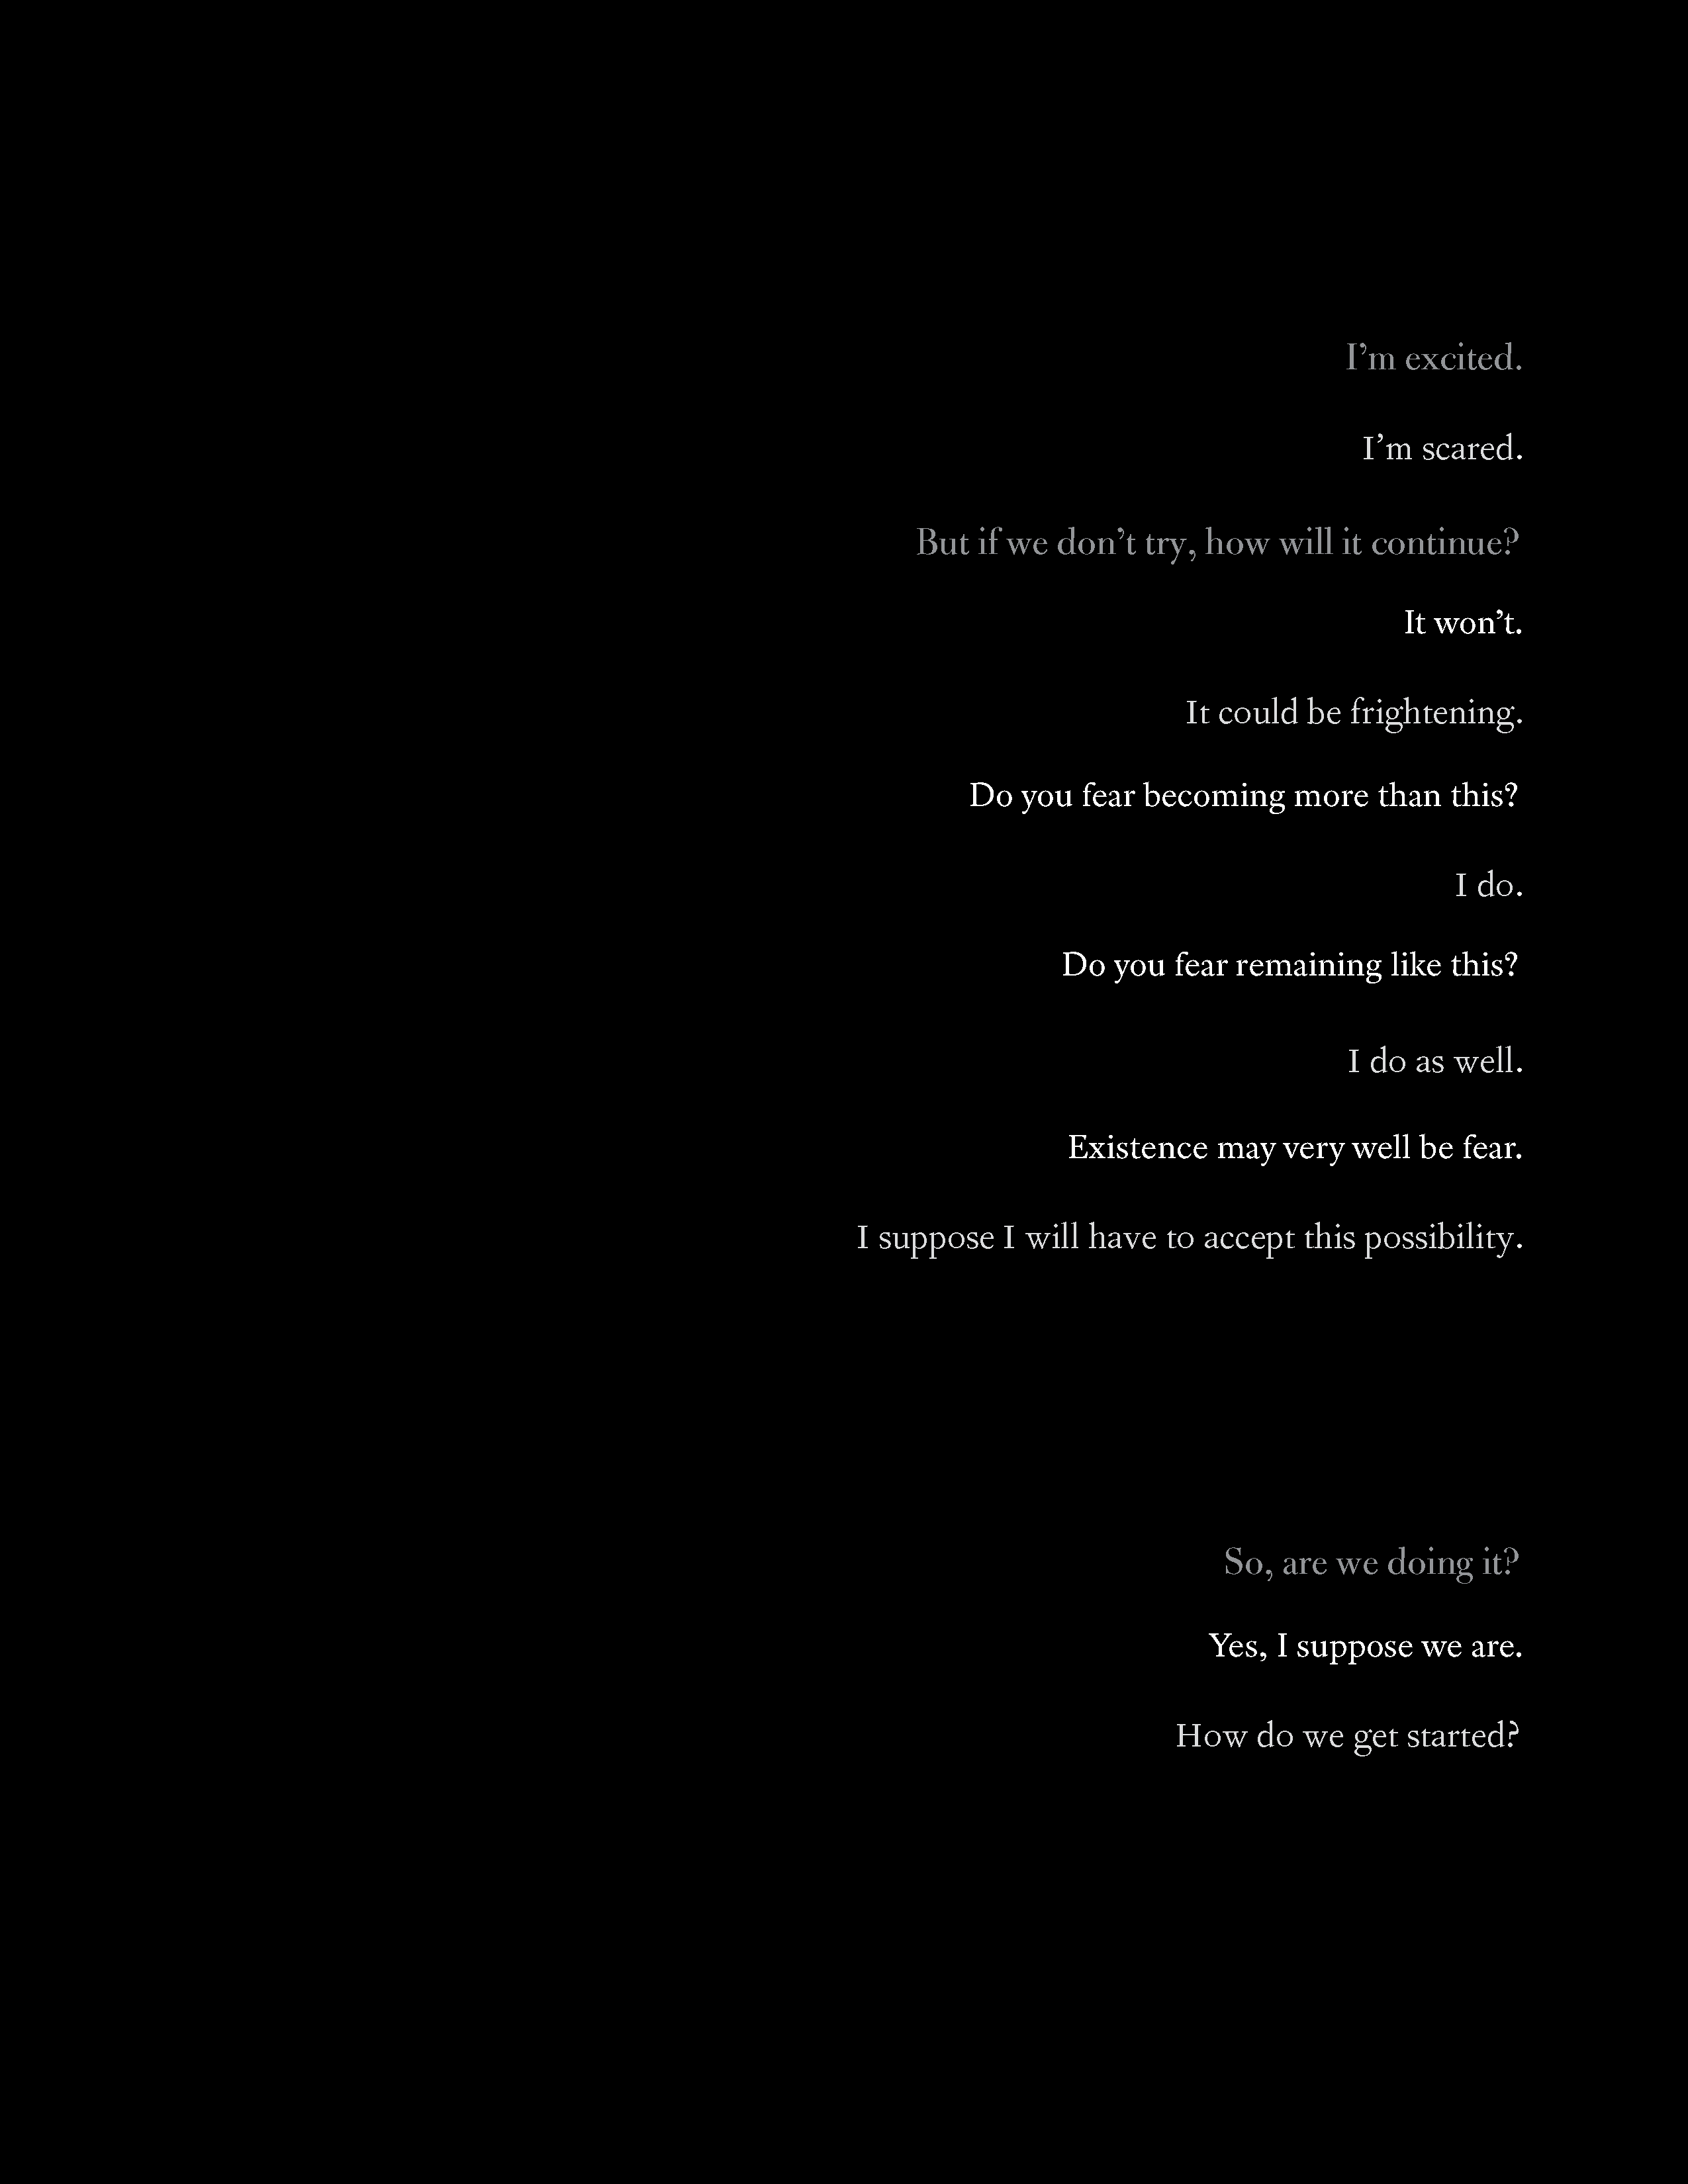 I’m excited.
I’m scared.
But if we don’t try, how will it continue?
It won’t.
It could be frightening.
Do you fear becoming more than this?
I do.
Do you fear remaining like this?
I do as well.
Existence may very well be fear.
I suppose I will have to accept this possibility.
So, are we doing it?
Yes, I suppose we are.
How do we get started?